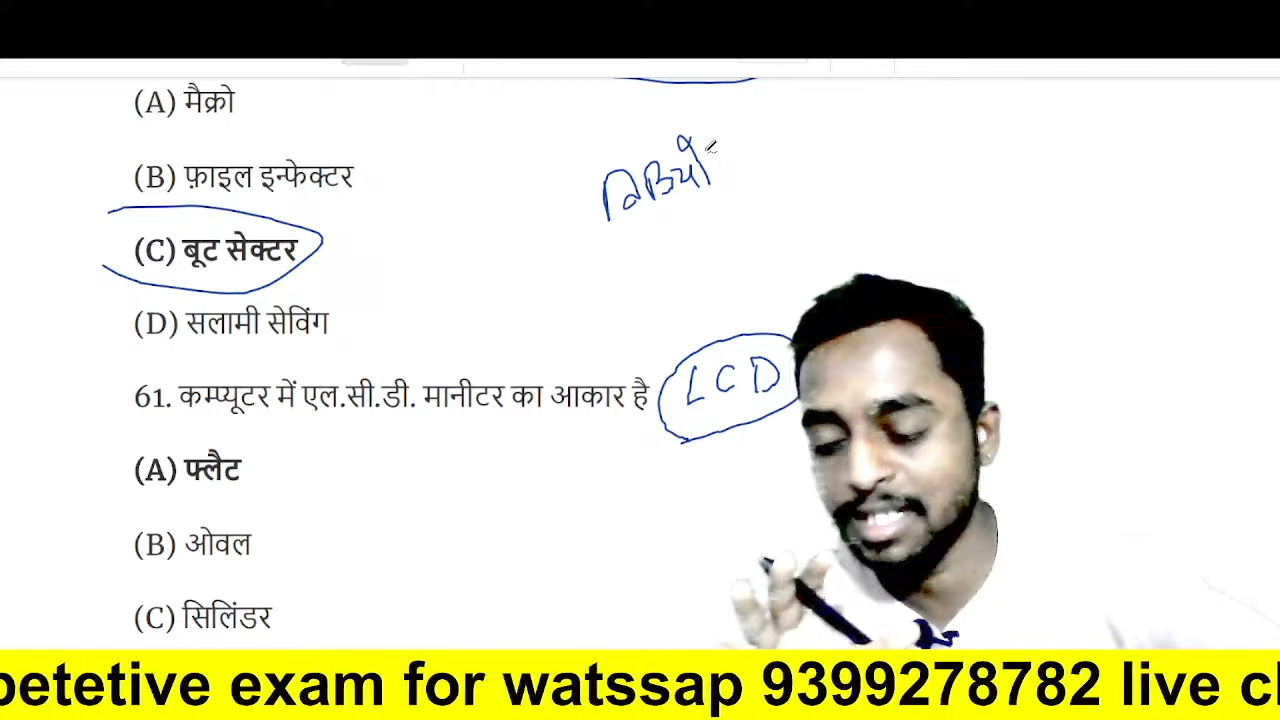 (A) मैक्रो
(B) फ़ाइल इन्फेक्टर
(C) बूट सेक्टर
(D) सलामी सेविंग
61. कम्प्यूटर में एल.सी.डी. मानीटर का आकार है
LCD
(A) फ्लैट
(B) ओवल
(C) सिलिंडर
petetive exam for watssap 9399278782 live cl